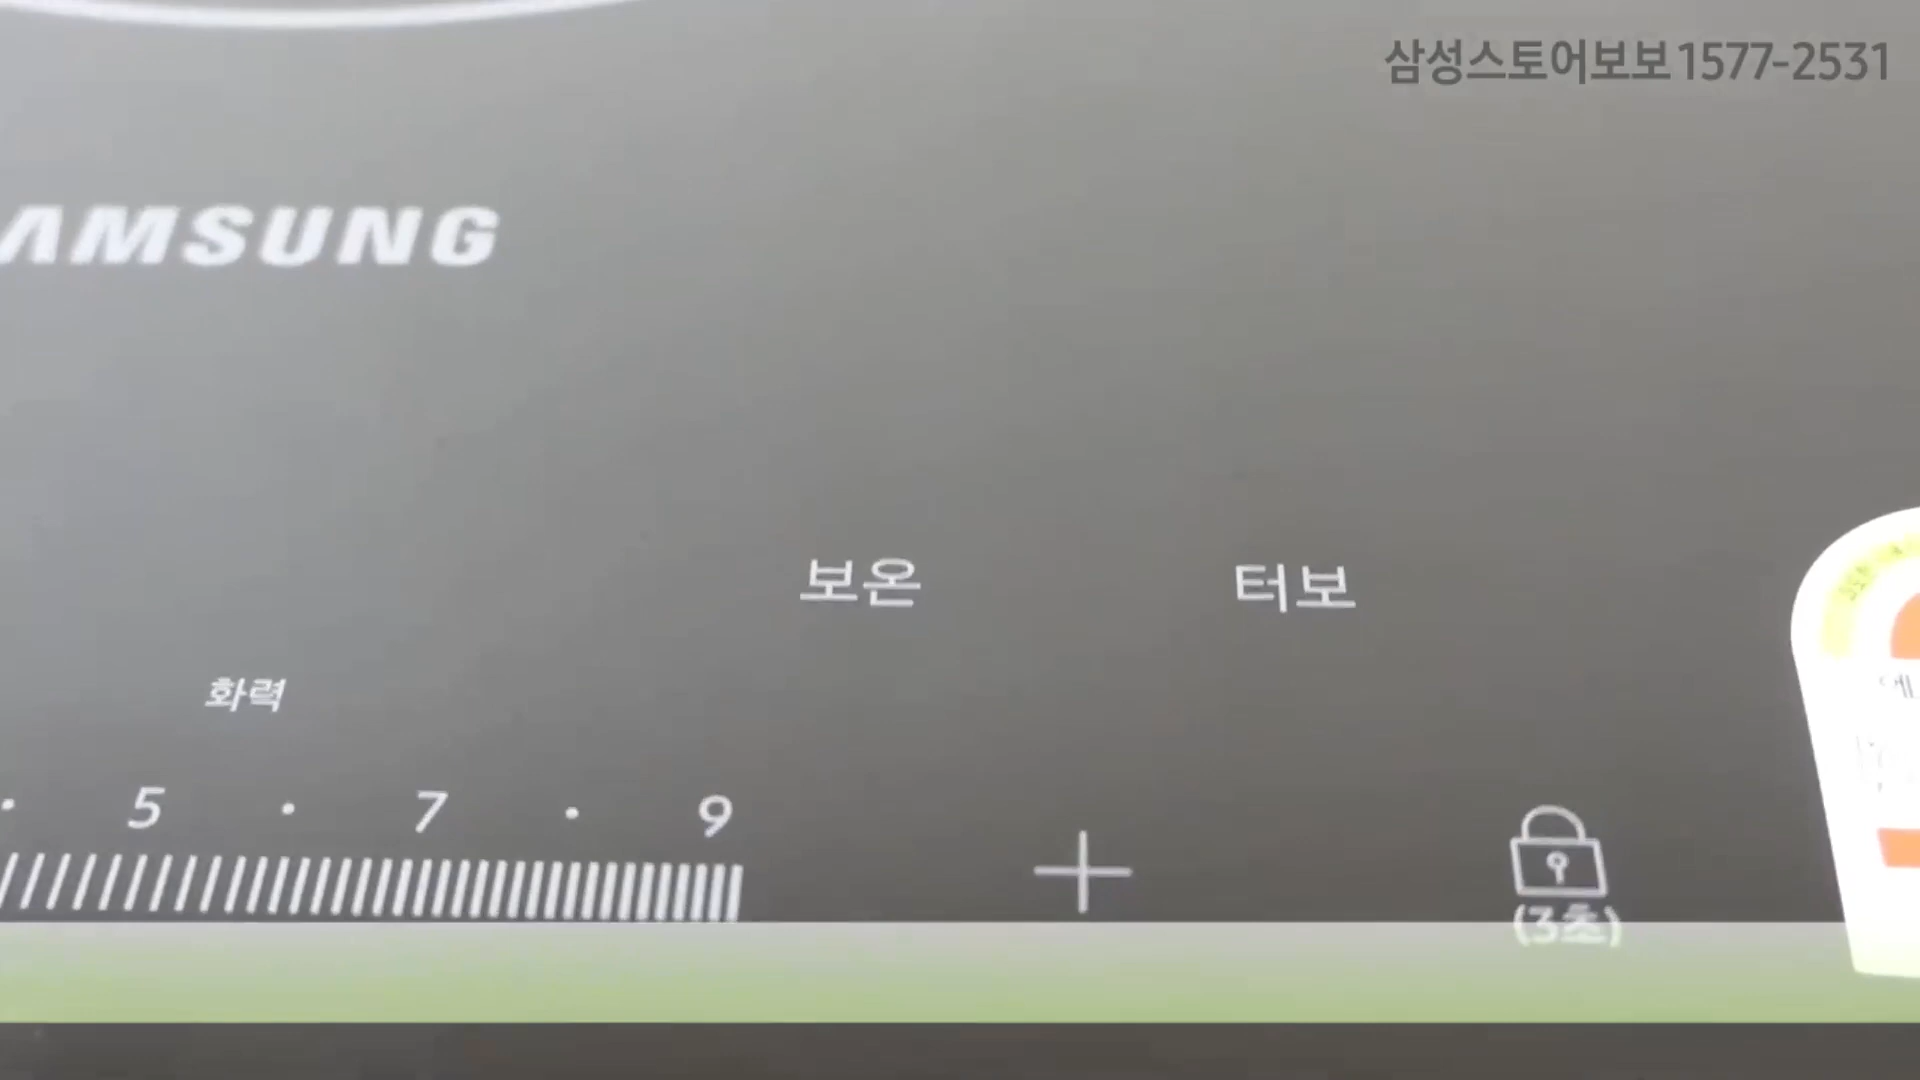 삼성스토어보보1577-2531
AMSUNG
보온 터보
화력
· 5 · 7 · 9
(3초)